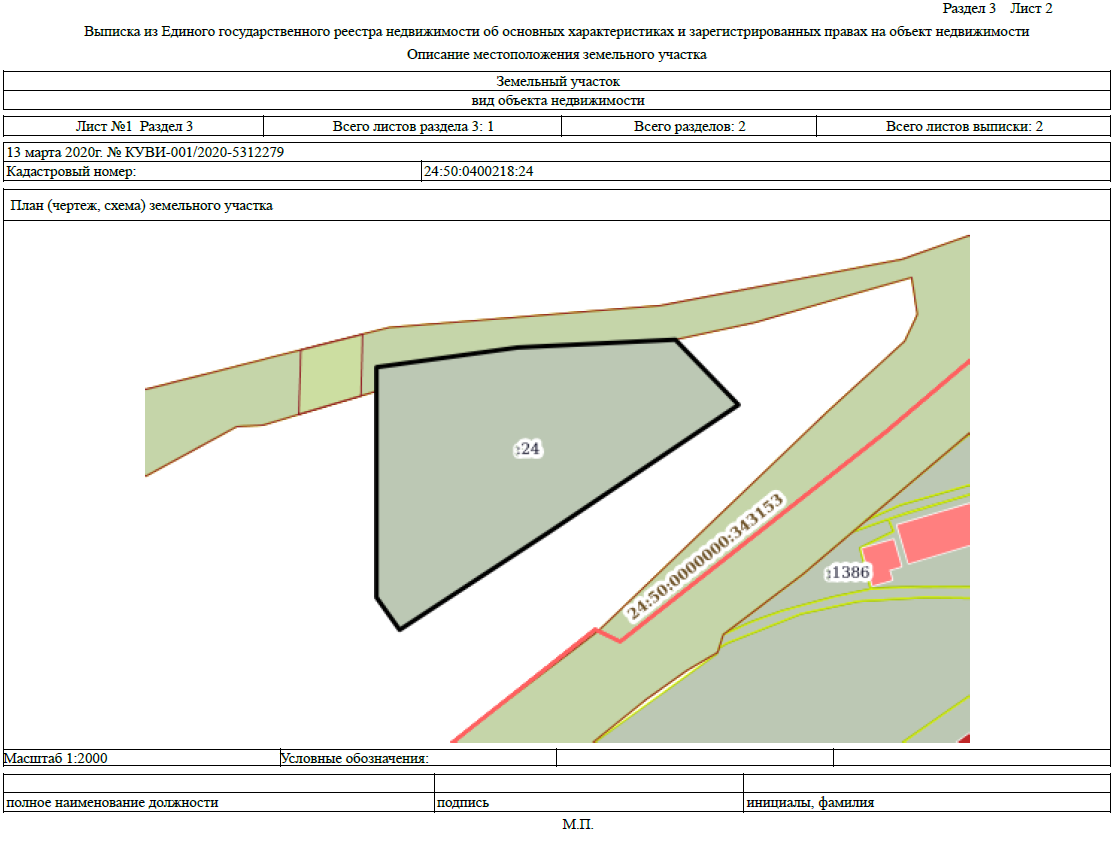 Раздел 3 Лист 2
Выписка из Единого государственного реестра недвижимости об основных характеристиках и зарегистрированных правах на объект недвижимости
Описание местоположения земельного участка
Земельный участок
вид объекта недвижимости
Лист №1 Раздел 3 Всего листов раздела 3: 1 Всего разделов: 2 Всего листов выписки: 2
13 марта 2020г. № КУВИ-001/2020-5312279
Кадастровый номер: 24:50:0400218:24
План (чертеж, схема) земельного участка
:24
24:50:0000000:343153
:1386
Масштаб 1:2000 Условные обозначения:
полное наименование должности подпись инициалы, фамилия
М.П.